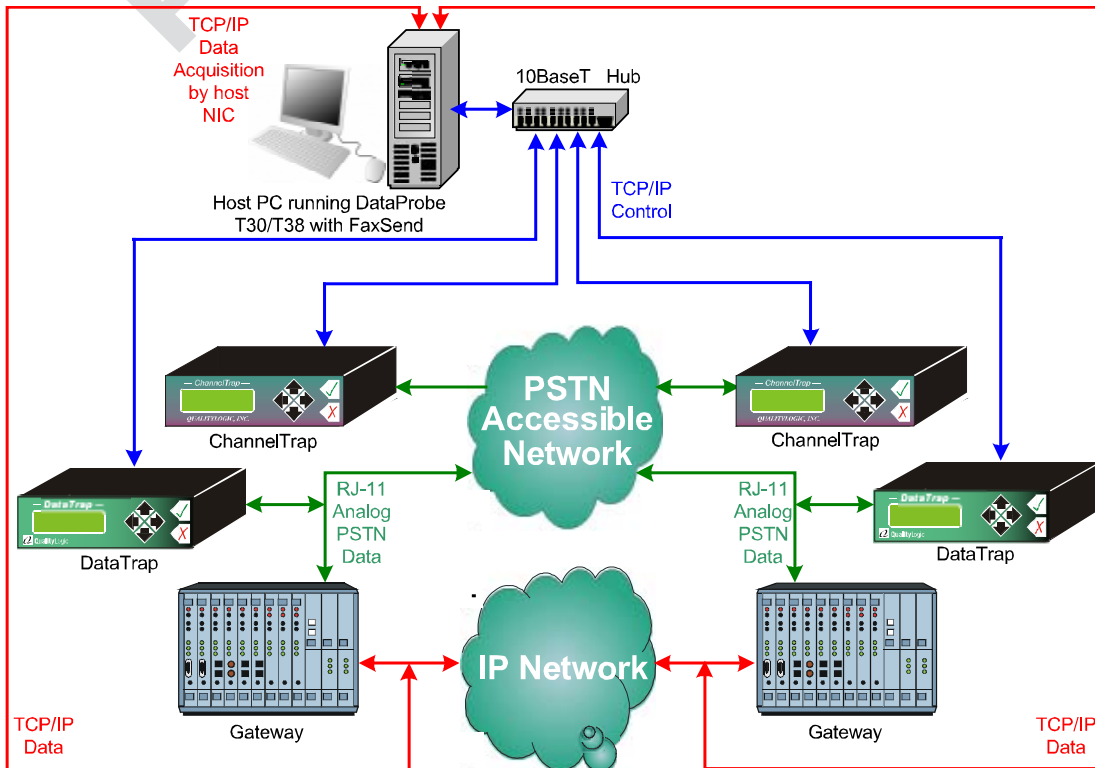 TCP/IP
Data
Acquisition
by host
NIC
10BaseT Hub
Host PC running DataProbe
T30/T38 with FaxSend
TCP/IP
Control
ChannelTrap
QUALITYLOGIC, INC.
ChannelTrap
PSTN
Accessible
Network
ChannelTrap
QUALITYLOGIC, INC.
ChannelTrap
DataTrap
QualityLogic
DataTrap
RJ-11
Analog
PSTN
Data
RJ-11
Analog
PSTN
Data
DataTrap
QualityLogic
DataTrap
Gateway
IP Network
Gateway
TCP/IP
Data
TCP/IP
Data